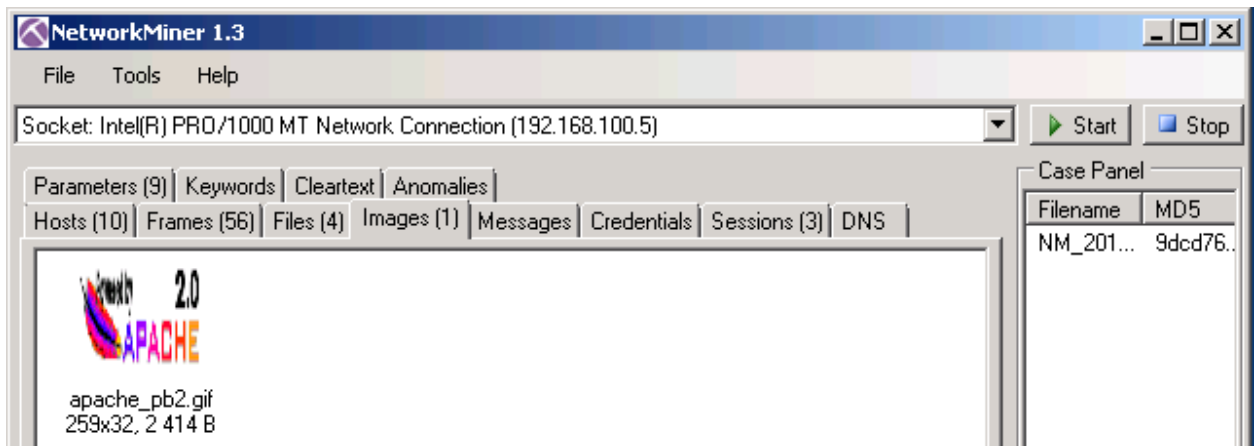 NetworkMiner 1.3
File Tools Help
Socket: Intel(R) PRO/1000 MT Network Connection (192.168.100.5)
Start
Stop
Parameters (9) Keywords Cleartext Anomalies
Hosts (10) Frames (56) Files (4) Images (1) Messages Credentials Sessions (3) DNS
2.0
APACHE
apache_pb2.gif
259x32, 2 414 B
Case Panel
Filename MD5
NM_201... 9dcd76..